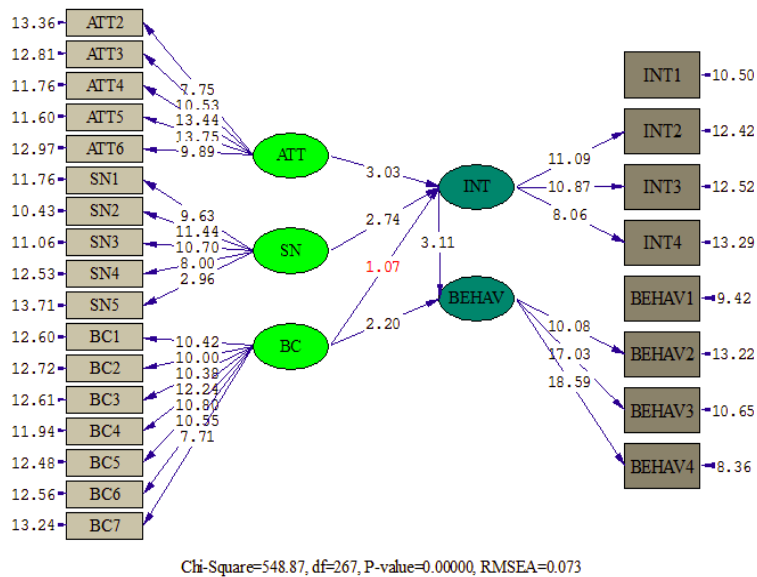 13.36 ATT2
12.81 ATT3
11.76 ATT4
11.60 ATT5
12.97 ATT6
11.76 SN1
10.43 SN2
11.06 SN3
12.53 SN4
13.71 SN5
12.60 BC1
12.72 BC2
12.61 BC3
11.94 BC4
12.48 BC5
12.56 BC6
13.24 BC7
7.75
10.53
13.44
13.75
9.89
9.63
11.44
10.70
8.00
2.96
10.42
10.00
10.38
12.24
10.80
10.55
7.71
ATT
SN
BC
3.03
2.74
1.07
2.20
3.11
INT
BEHAV
11.09
10.87
8.06
10.08
17.03
18.59
INT1 10.50
INT2 12.42
INT3 12.52
INT4 13.29
BEHAV1 9.42
BEHAV2 13.22
BEHAV3 10.65
BEHAV4 8.36
Chi-Square=548.87, df=267, P-value=0.00000, RMSEA=0.073